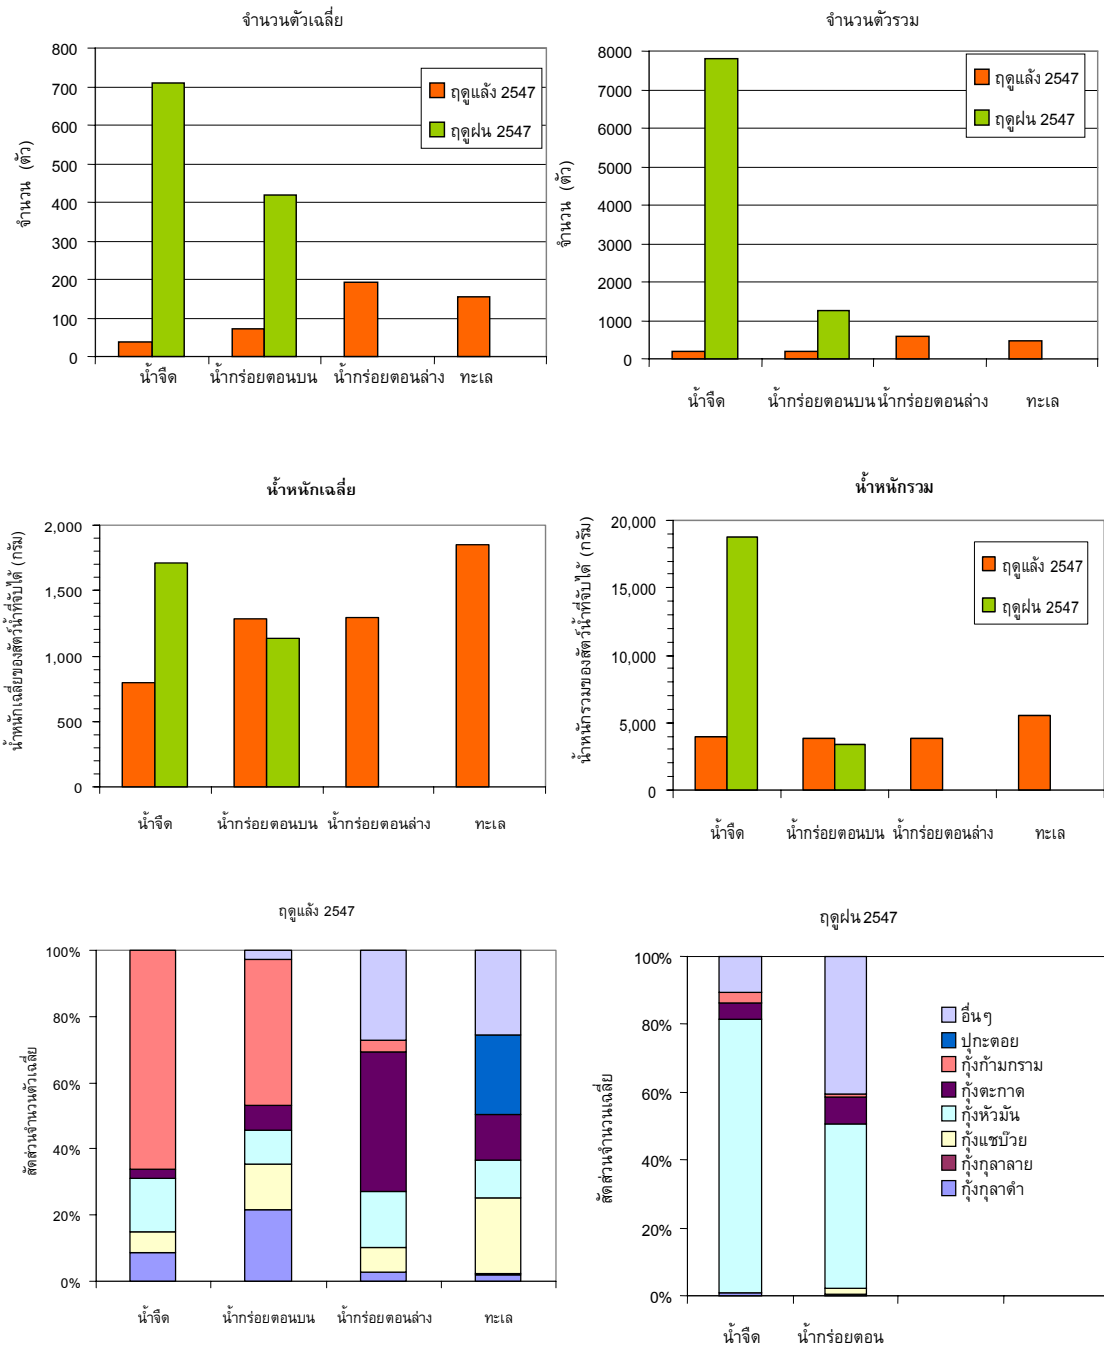 จำนวนตัวเฉลี่ย
จำนวน (ตัว)
800
700
600
500
400
300
200
100
0
ฤดูแล้ง 2547
ฤดูฝน 2547
น้ำจืด น้ำกร่อยตอนบน น้ำกร่อยตอนล่าง ทะเล
จำนวนตัวรวม
จำนวน (ตัว)
8000
7000
6000
5000
4000
3000
2000
1000
0
ฤดูแล้ง 2547
ฤดูฝน 2547
น้ำจืด น้ำกร่อยตอนบน น้ำกร่อยตอนล่าง ทะเล
น้ำหนักเฉลี่ย
น้ำหนักเฉลี่ยของสัตว์น้ำที่จับได้ (กรัม)
2,000
1,500
1,000
500
0
น้ำจืด น้ำกร่อยตอนบน น้ำกร่อยตอนล่าง ทะเล
น้ำหนักรวม
น้ำหนักรวมของสัตว์น้ำที่จับได้ (กรัม)
20,000
15,000
10,000
5,000
0
ฤดูแล้ง 2547
ฤดูฝน 2547
น้ำจืด น้ำกร่อยตอนบน น้ำกร่อยตอนล่าง ทะเล
ฤดูแล้ง 2547
สัดส่วนจำนวนตัวเฉลี่ย
100%
80%
60%
40%
20%
0%
น้ำจืด น้ำกร่อยตอนบน น้ำกร่อยตอนล่าง ทะเล
ฤดูฝน 2547
สัดส่วนจำนวนเฉลี่ย
100%
80%
60%
40%
20%
0%
อื่นๆ
ปูกะตอย
กุ้งก้ามกราม
กุ้งตะกาด
กุ้งหัวมัน
กุ้งแชบ๊วย
กุ้งกุลาลาย
กุ้งกุลาดำ
น้ำจืด น้ำกร่อยตอน